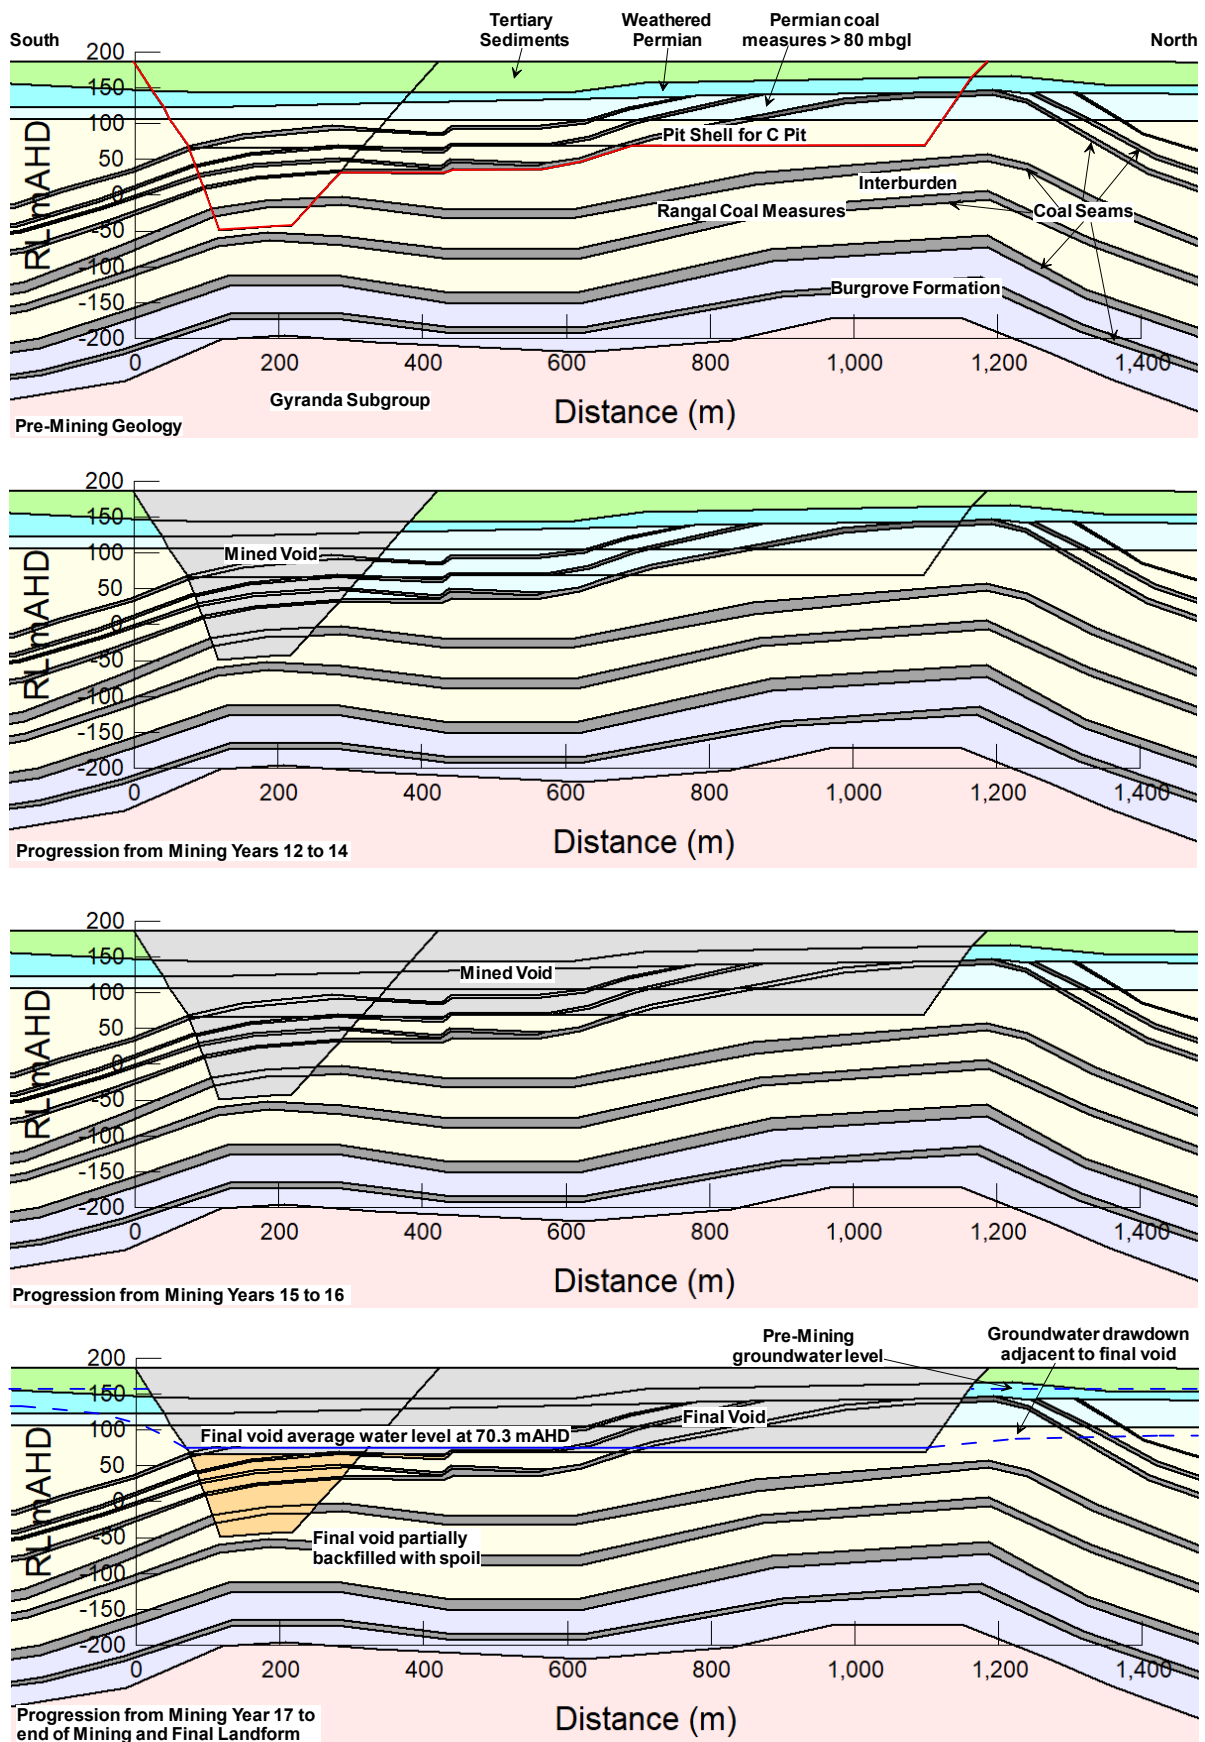 Tertiary
Sediments
Weathered
Permian
Permian coal
measures > 80 mbgl
South
North
RL mAHD
200
150
100
50
0
-50
-100
-150
-200
Pit Shell for C Pit
Interburden
Rangal Coal Measures
Coal Seams
Burgrove Formation
0 200 400 600 800 1,000 1,200 1,400
Gyranda Subgroup
Distance (m)
Pre-Mining Geology
RL mAHD
200
150
100
50
0
-50
-100
-150
-200
Mined Void
0 200 400 600 800 1,000 1,200 1,400
Distance (m)
Progression from Mining Years 12 to 14
RL mAHD
200
150
100
50
0
-50
-100
-150
-200
Mined Void
0 200 400 600 800 1,000 1,200 1,400
Distance (m)
Progression from Mining Years 15 to 16
Pre-Mining
groundwater level
Groundwater drawdown
adjacent to final void
RL mAHD
200
150
100
50
0
-50
-100
-150
-200
Final Void
Final void average water level at 70.3 mAHD
Final void partially
backfilled with spoil
0 200 400 600 800 1,000 1,200 1,400
Distance (m)
Progression from Mining Year 17 to
end of Mining and Final Landform